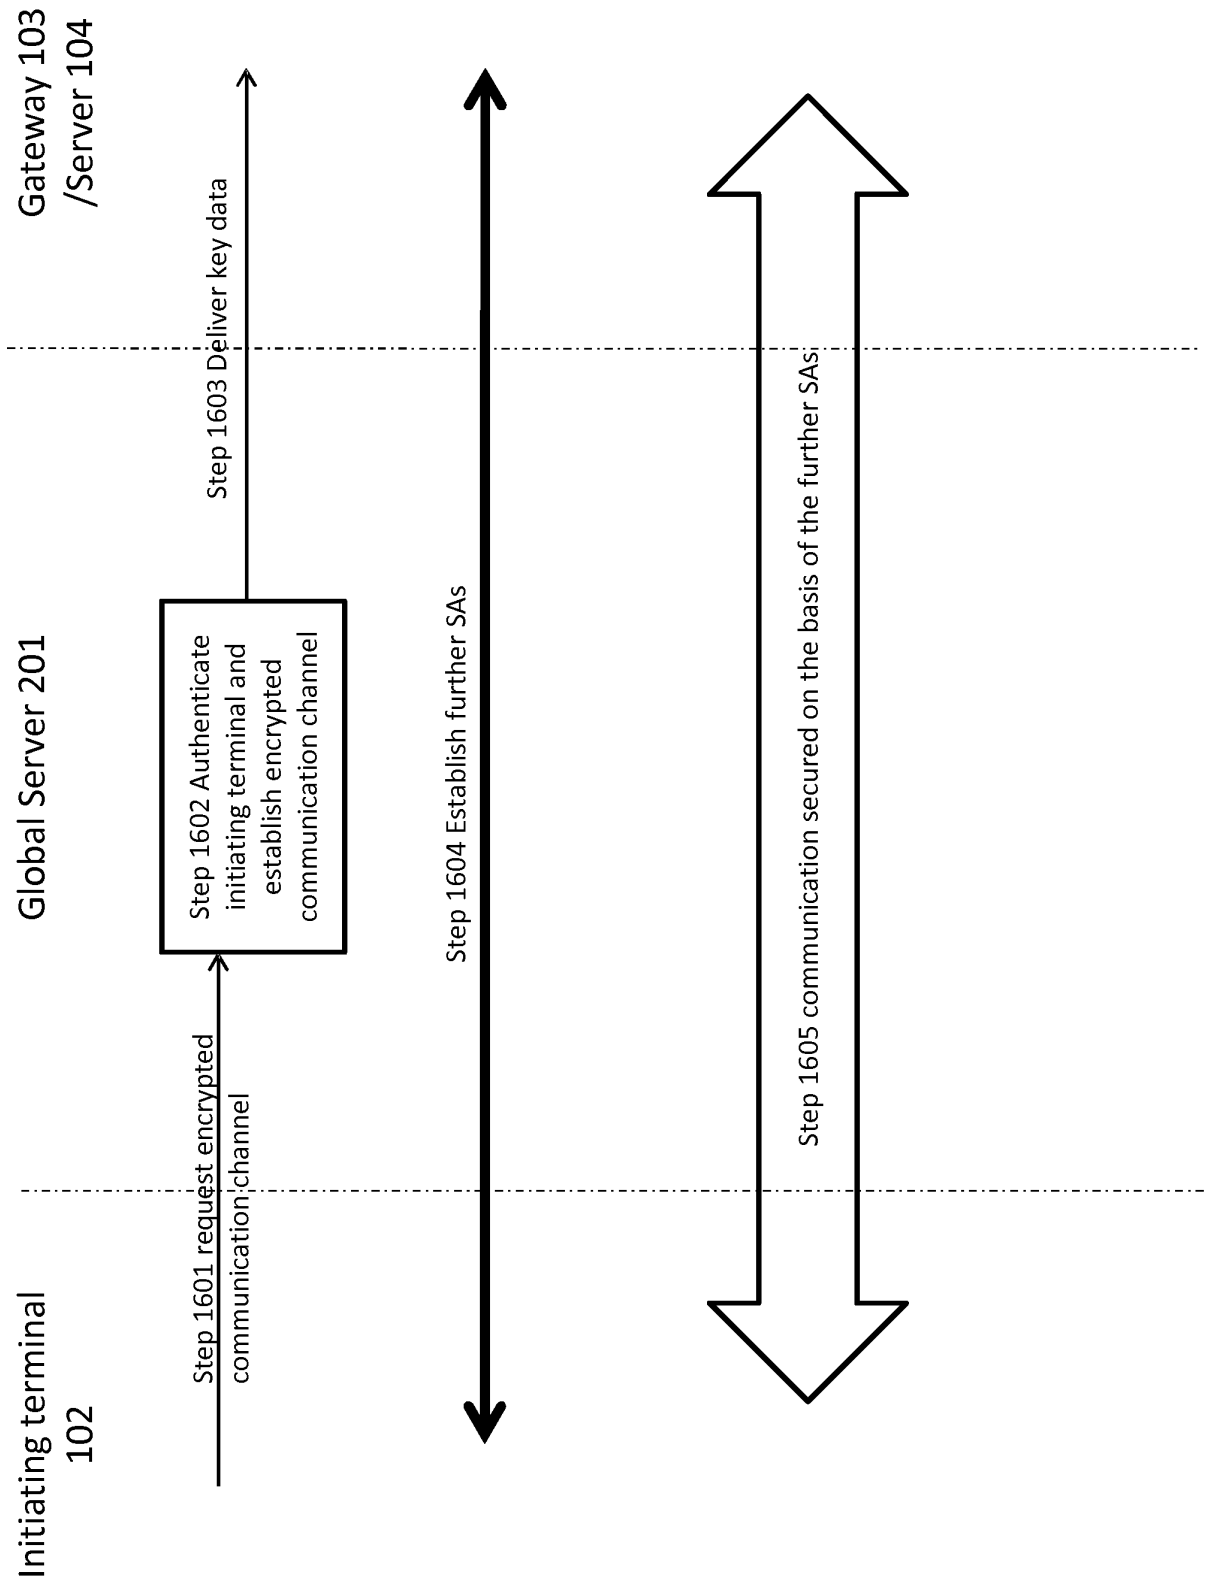 Initiating terminal
102
Global Server 201
Gateway 103
/Server 104
Step 1601 request encrypted
communication channel
Step 1602 Authenticate
initiating terminal and
establish encrypted
communication channel
Step 1603 Deliver key data
Step 1604 Establish further SAs
Step 1605 communication secured on the basis of the further SAs